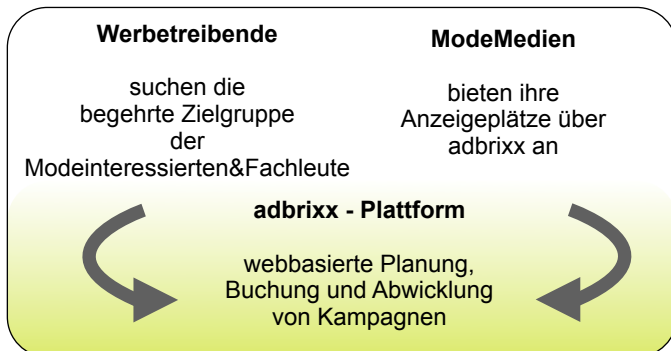 Werbetreibende
suchen die
begehrte Zielgruppe
der
Modeinteressierten&Fachleute
ModeMedien
bieten ihre
Anzeigeplätze über
adbrixx an
adbrixx - Plattform
webbasierte Planung,
Buchung und Abwicklung
von Kampagnen